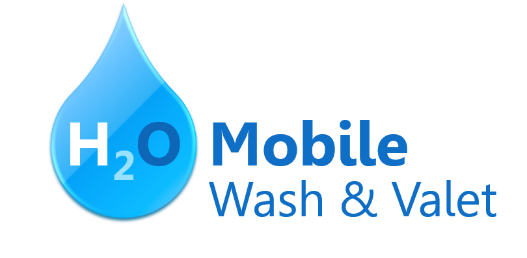 H₂O Mobile
Wash & Valet